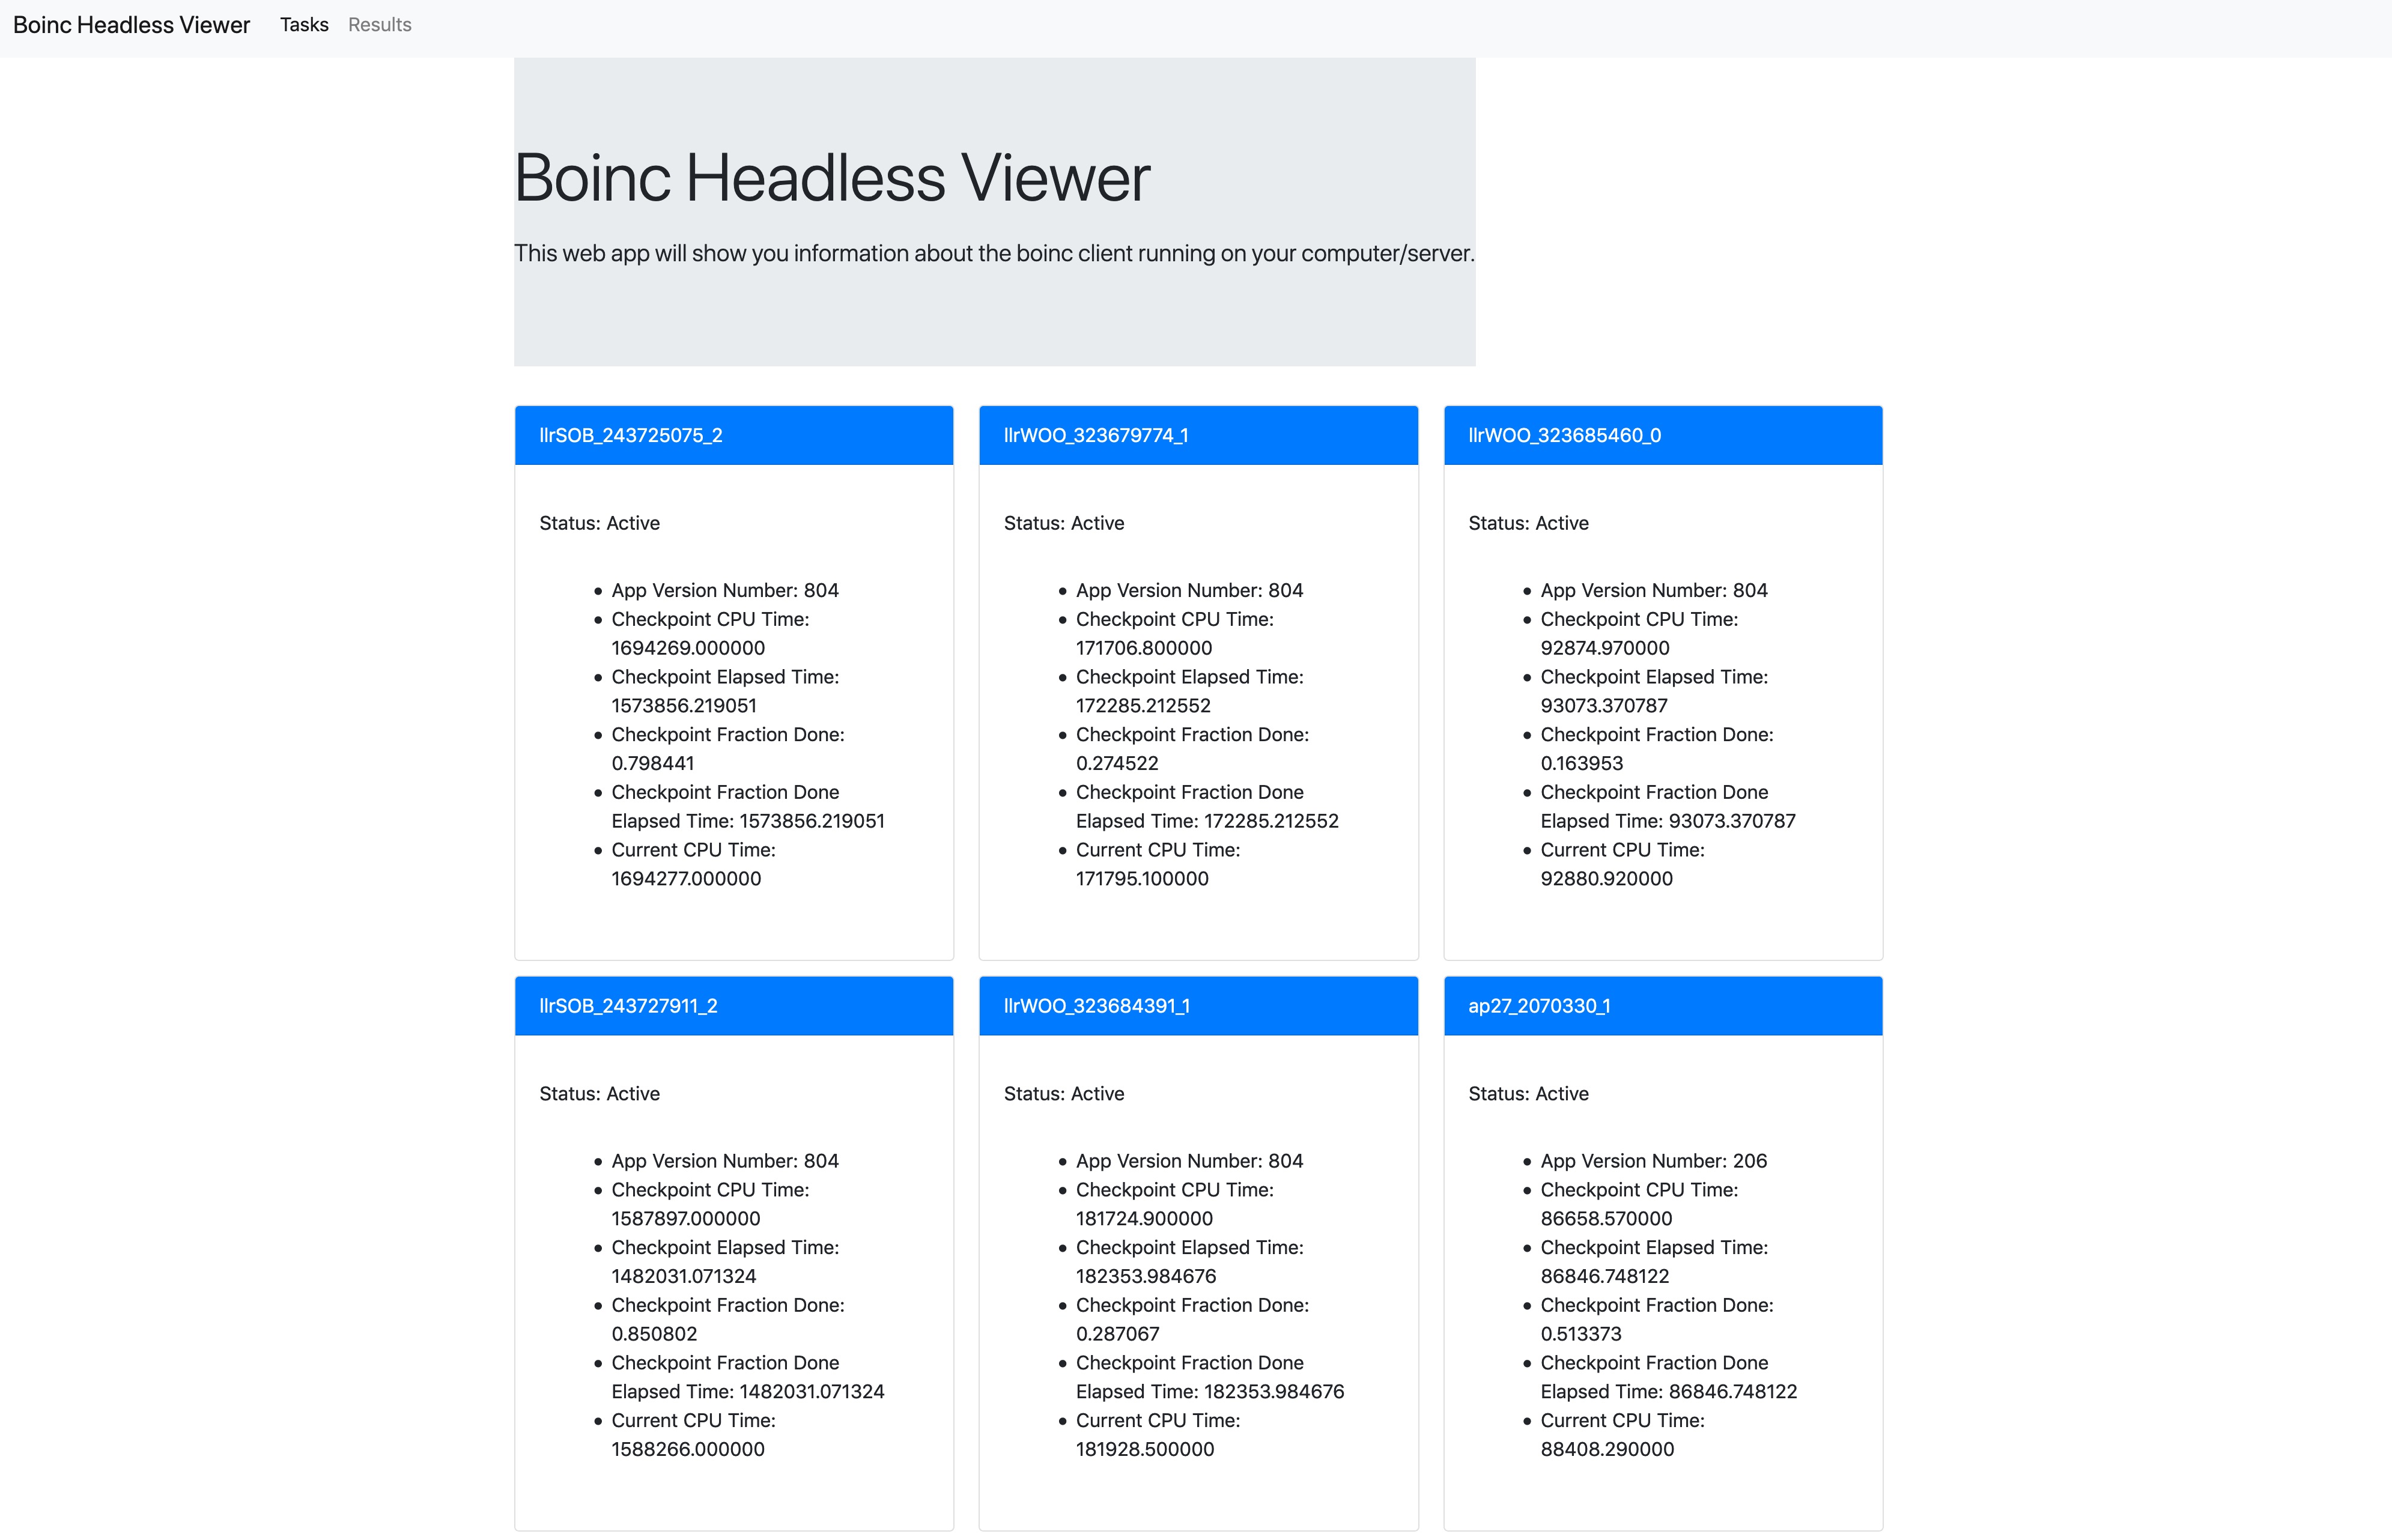 Boinc Headless Viewer Tasks Results
Boinc Headless Viewer
This web app will show you information about the boinc client running on your computer/server.
llrSOB_243725075_2
Status: Active
App Version Number: 804
Checkpoint CPU Time:
1694269.000000
Checkpoint Elapsed Time:
1573856.219051
Checkpoint Fraction Done:
0.798441
Checkpoint Fraction Done
Elapsed Time: 1573856.219051
Current CPU Time:
1694277.000000
llrWOO_323679774_1
Status: Active
App Version Number: 804
Checkpoint CPU Time:
171706.800000
Checkpoint Elapsed Time:
172285.212552
Checkpoint Fraction Done:
0.274522
Checkpoint Fraction Done
Elapsed Time: 172285.212552
Current CPU Time:
171795.100000
llrWOO_323685460_0
Status: Active
App Version Number: 804
Checkpoint CPU Time:
92874.970000
Checkpoint Elapsed Time:
93073.370787
Checkpoint Fraction Done:
0.163953
Checkpoint Fraction Done
Elapsed Time: 93073.370787
Current CPU Time:
92880.920000
llrSOB_243727911_2
Status: Active
App Version Number: 804
Checkpoint CPU Time:
1587897.000000
Checkpoint Elapsed Time:
1482031.071324
Checkpoint Fraction Done:
0.850802
Checkpoint Fraction Done
Elapsed Time: 1482031.071324
Current CPU Time:
1588266.000000
llrWOO_323684391_1
Status: Active
App Version Number: 804
Checkpoint CPU Time:
181724.900000
Checkpoint Elapsed Time:
182353.984676
Checkpoint Fraction Done:
0.287067
Checkpoint Fraction Done
Elapsed Time: 182353.984676
Current CPU Time:
181928.500000
ap27_2070330_1
Status: Active
App Version Number: 206
Checkpoint CPU Time:
86658.570000
Checkpoint Elapsed Time:
86846.748122
Checkpoint Fraction Done:
0.513373
Checkpoint Fraction Done
Elapsed Time: 86846.748122
Current CPU Time:
88408.290000